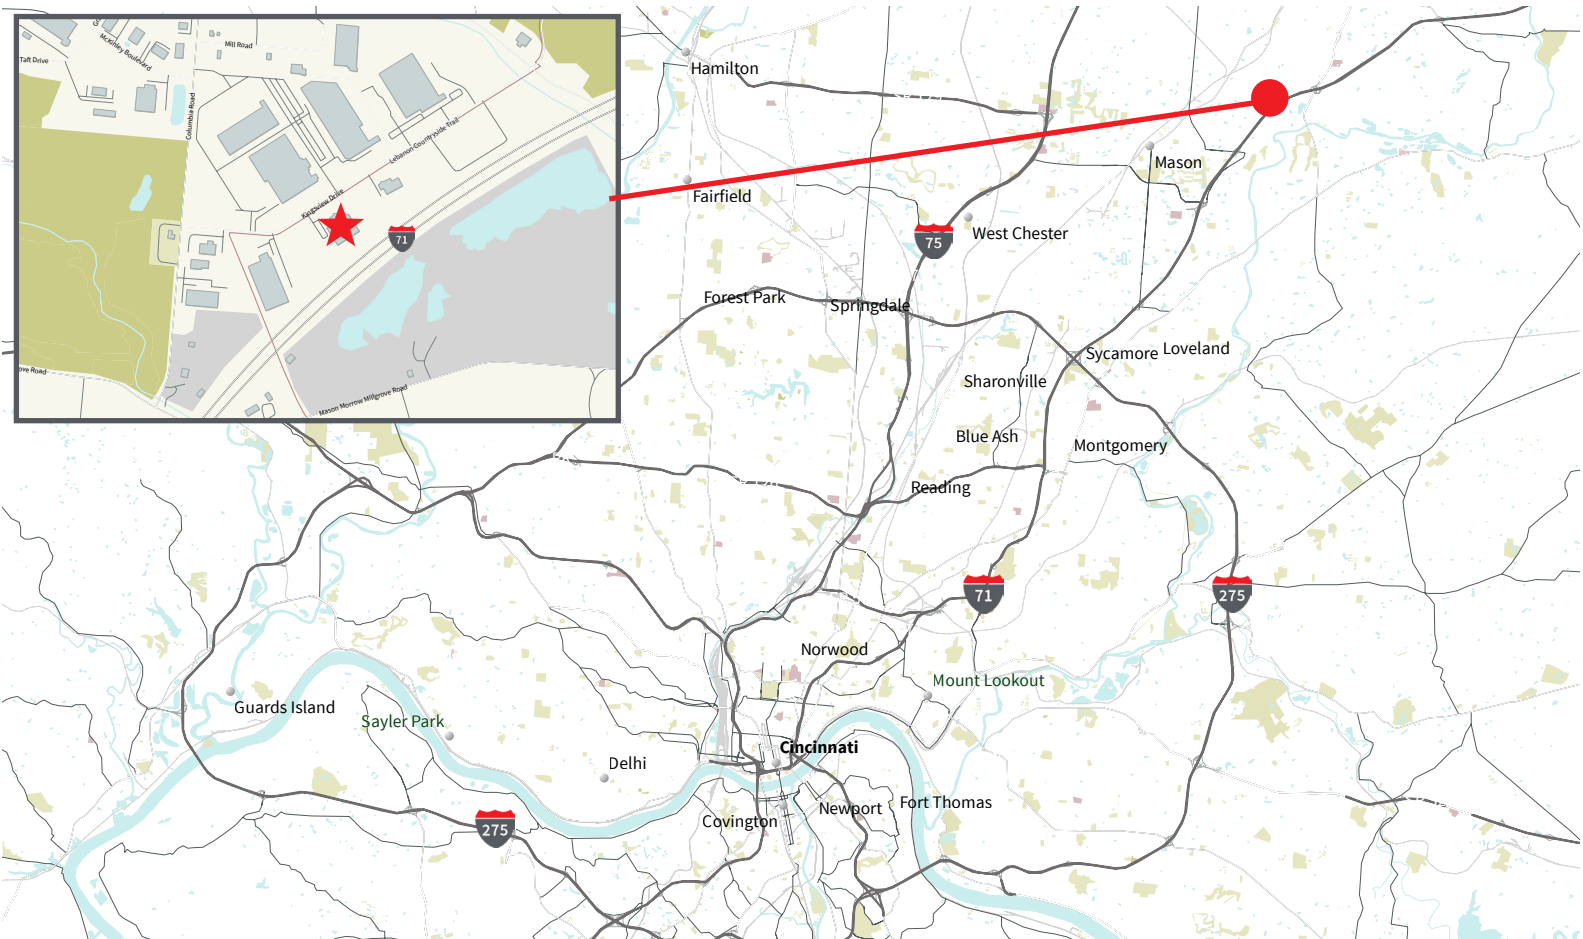 Mill Road
McKinley Boulevard
Taft Drive
Columbia Road
Lebanon Countryside Trail
Kingsview Drive
71
Mason Morrow Millgrove Road
ove Road
Hamilton
Mason
Fairfield
West Chester
75
Forest Park
Springdale
Sycamore
Loveland
Sharonville
Blue Ash
Montgomery
Reading
71
275
Norwood
Mount Lookout
Guards Island
Sayler Park
Cincinnati
Delhi
Fort Thomas
Newport
Covington
275